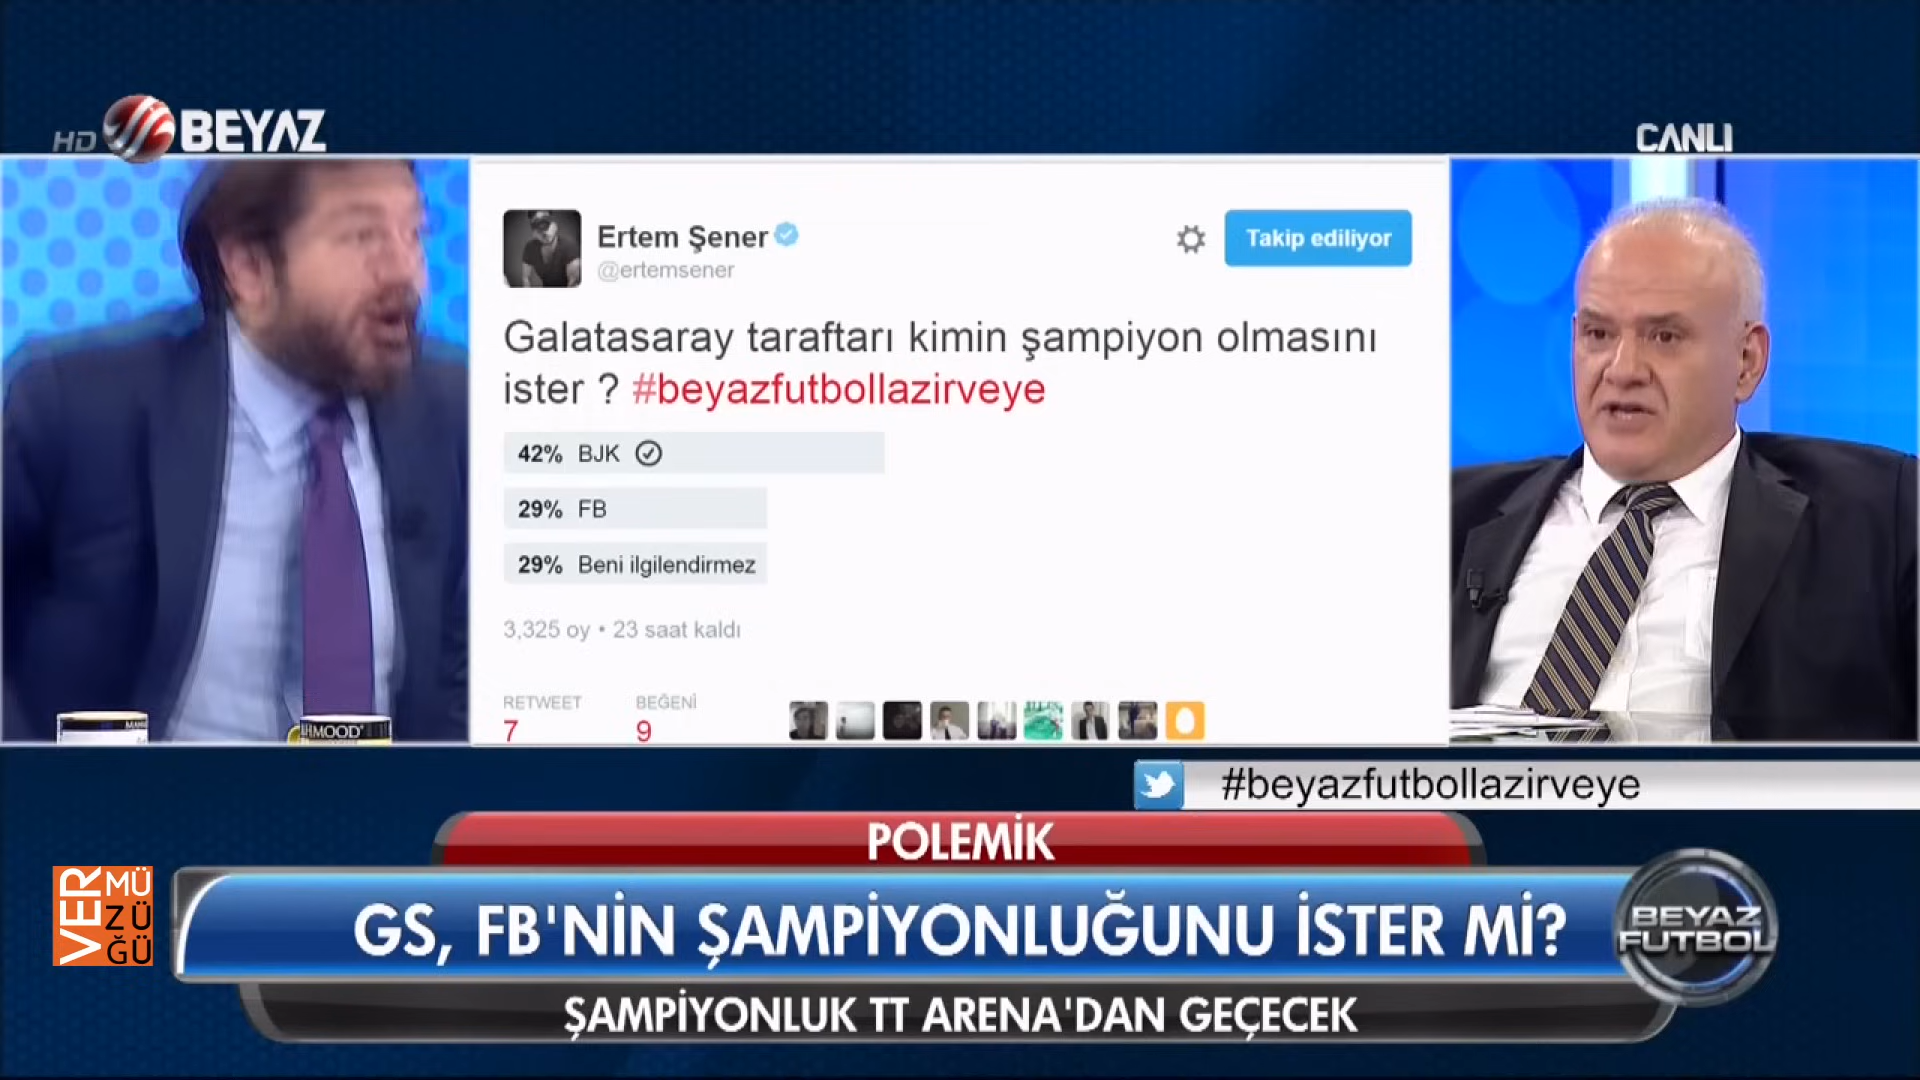 HD BEYAZ
CANLI
Ertem Şener
@ertemsener
Takip ediliyor
Galatasaray taraftarı kimin şampiyon olmasını
ister ? #beyazfutbollazirveye
42% BJK
29% FB
29% Beni ilgilendirmez
3,325 oy • 23 saat kaldı
RETWEET
7
BEĞENİ
9
#beyazfutbollazirveye
POLEMİK
GS, FB'NİN ŞAMPİYONLUĞUNU İSTER Mİ?
ŞAMPİYONLUK TT ARENA'DAN GEÇECEK
VER
MÜ
ZÜ
ĞÜ
BEYAZ
FUTBOL